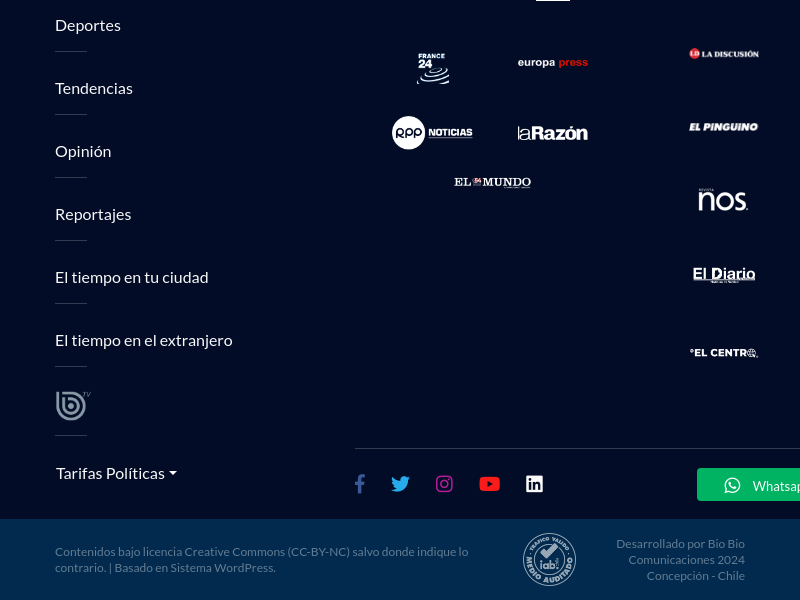 Deportes
Tendencias
Opinión
Reportajes
El tiempo en tu ciudad
El tiempo en el extranjero
TV
Tarifas Políticas
FRANCE
24
europa press
RPP NOTICIAS
laRazón
EL MUNDO
LD LA DISCUSIÓN
EL PINGUINO
REVISTA
nos.
El Diario
EL CENTRO
Whatsap
Contenidos bajo licencia Creative Commons (CC-BY-NC) salvo donde indique lo
contrario. | Basado en Sistema WordPress.
TRÁFICO VALIDO
iab
MEDIO AUDITADO
Desarrollado por Bio Bio
Comunicaciones 2024
Concepción - Chile